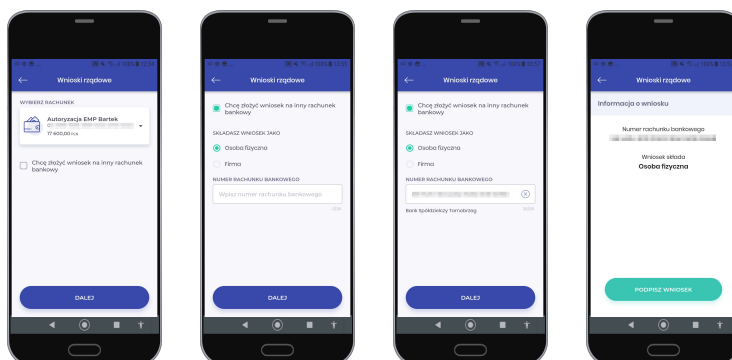 Wnioski rządowe
WYBIERZ RACHUNEK
Autoryzacja EMP Bartek
17 600,00 PLN
Chcę złożyć wniosek na inny rachunek
bankowy
DALEJ
Wnioski rządowe
Chcę złożyć wniosek na inny rachunek
bankowy
SKŁADASZ WNIOSEK JAKO
Osoba fizyczna
Firma
NUMER RACHUNKU BANKOWEGO
Wpisz numer rachunku bankowego
DALEJ
Wnioski rządowe
Chcę złożyć wniosek na inny rachunek
bankowy
SKŁADASZ WNIOSEK JAKO
Osoba fizyczna
Firma
NUMER RACHUNKU BANKOWEGO
Bank Spółdzielczy Tarnobrzeg
DALEJ
Wnioski rządowe
Informacja o wniosku
Numer rachunku bankowego
Wniosek składa
Osoba fizyczna
PODPISZ WNIOSEK